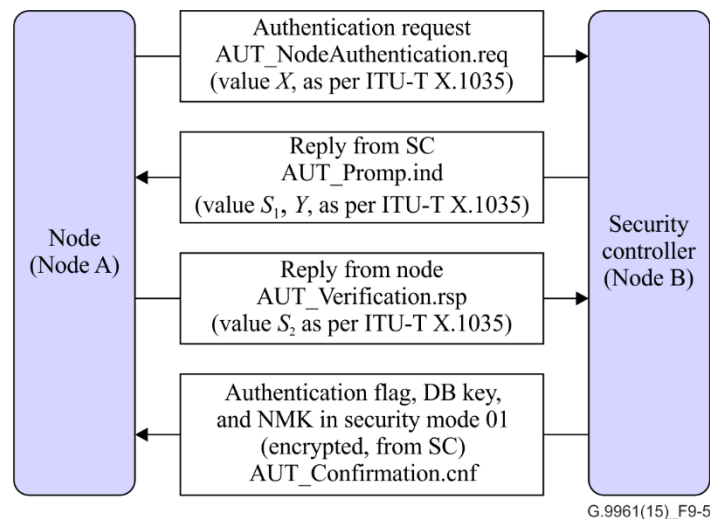 Authentication request
AUT_NodeAuthentication.req
(value X, as per ITU-T X.1035)
Reply from SC
AUT_Promp.ind
(value S₁, Y, as per ITU-T X.1035)
Node
(Node A)
Security
controller
(Node B)
Reply from node
AUT_Verification.rsp
(value S₂ as per ITU-T X.1035)
Authentication flag, DB key,
and NMK in security mode 01
(encrypted, from SC)
AUT_Confirmation.cnf
G.9961(15)_F9-5